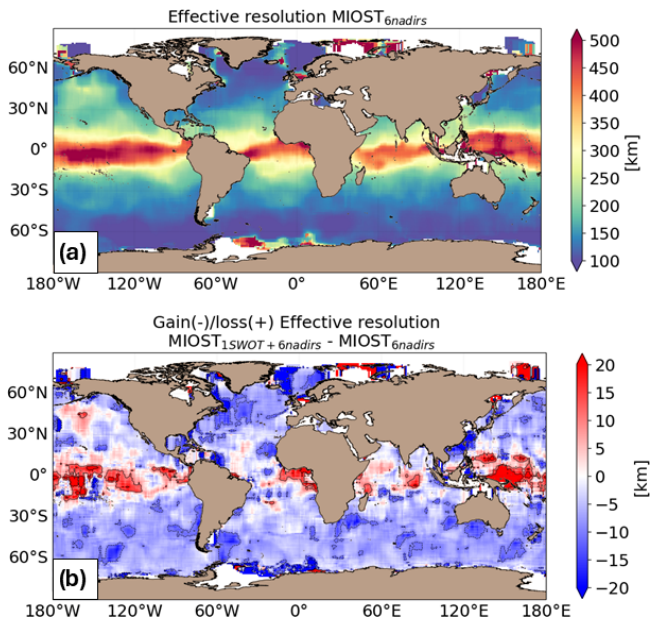 Effective resolution MIOST6nadirs
60°N
30°N
0°
30°S
60°S
(a)
180°W 120°W 60°W 0° 60°E 120°E 180°E
500
450
400
350
300
250
200
150
100
[km]
Gain(-)/loss(+) Effective resolution
MIOST1SWOT+6nadirs - MIOST6nadirs
60°N
30°N
0°
30°S
60°S
(b)
180°W 120°W 60°W 0° 60°E 120°E 180°E
20
15
10
5
0
−5
−10
−15
−20
[km]